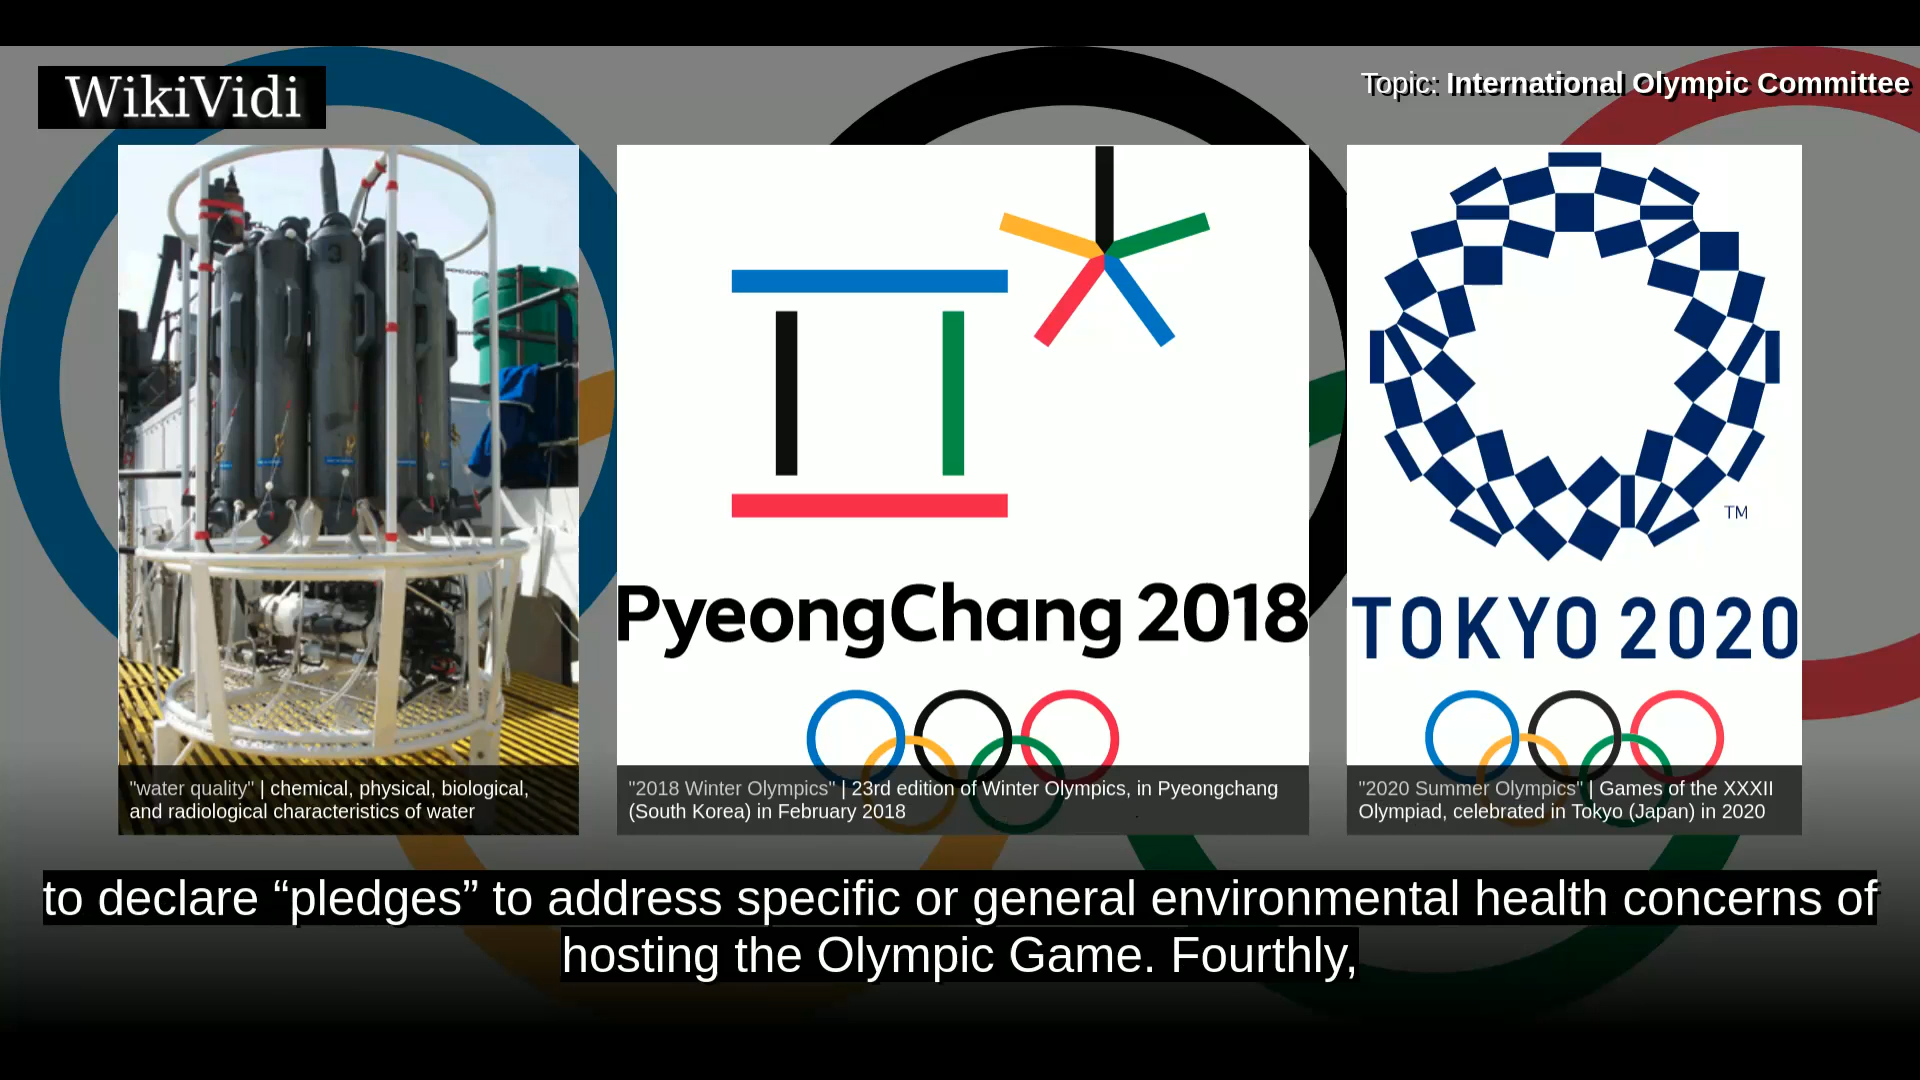 WikiVidi
Topic: International Olympic Committee
3
2
PyeongChang 2018
TM
TOKYO 2020
"water quality" | chemical, physical, biological,
and radiological characteristics of water
"2018 Winter Olympics" | 23rd edition of Winter Olympics, in Pyeongchang
(South Korea) in February 2018
"2020 Summer Olympics" | Games of the XXXII
Olympiad, celebrated in Tokyo (Japan) in 2020
to declare “pledges” to address specific or general environmental health concerns of
hosting the Olympic Game. Fourthly,